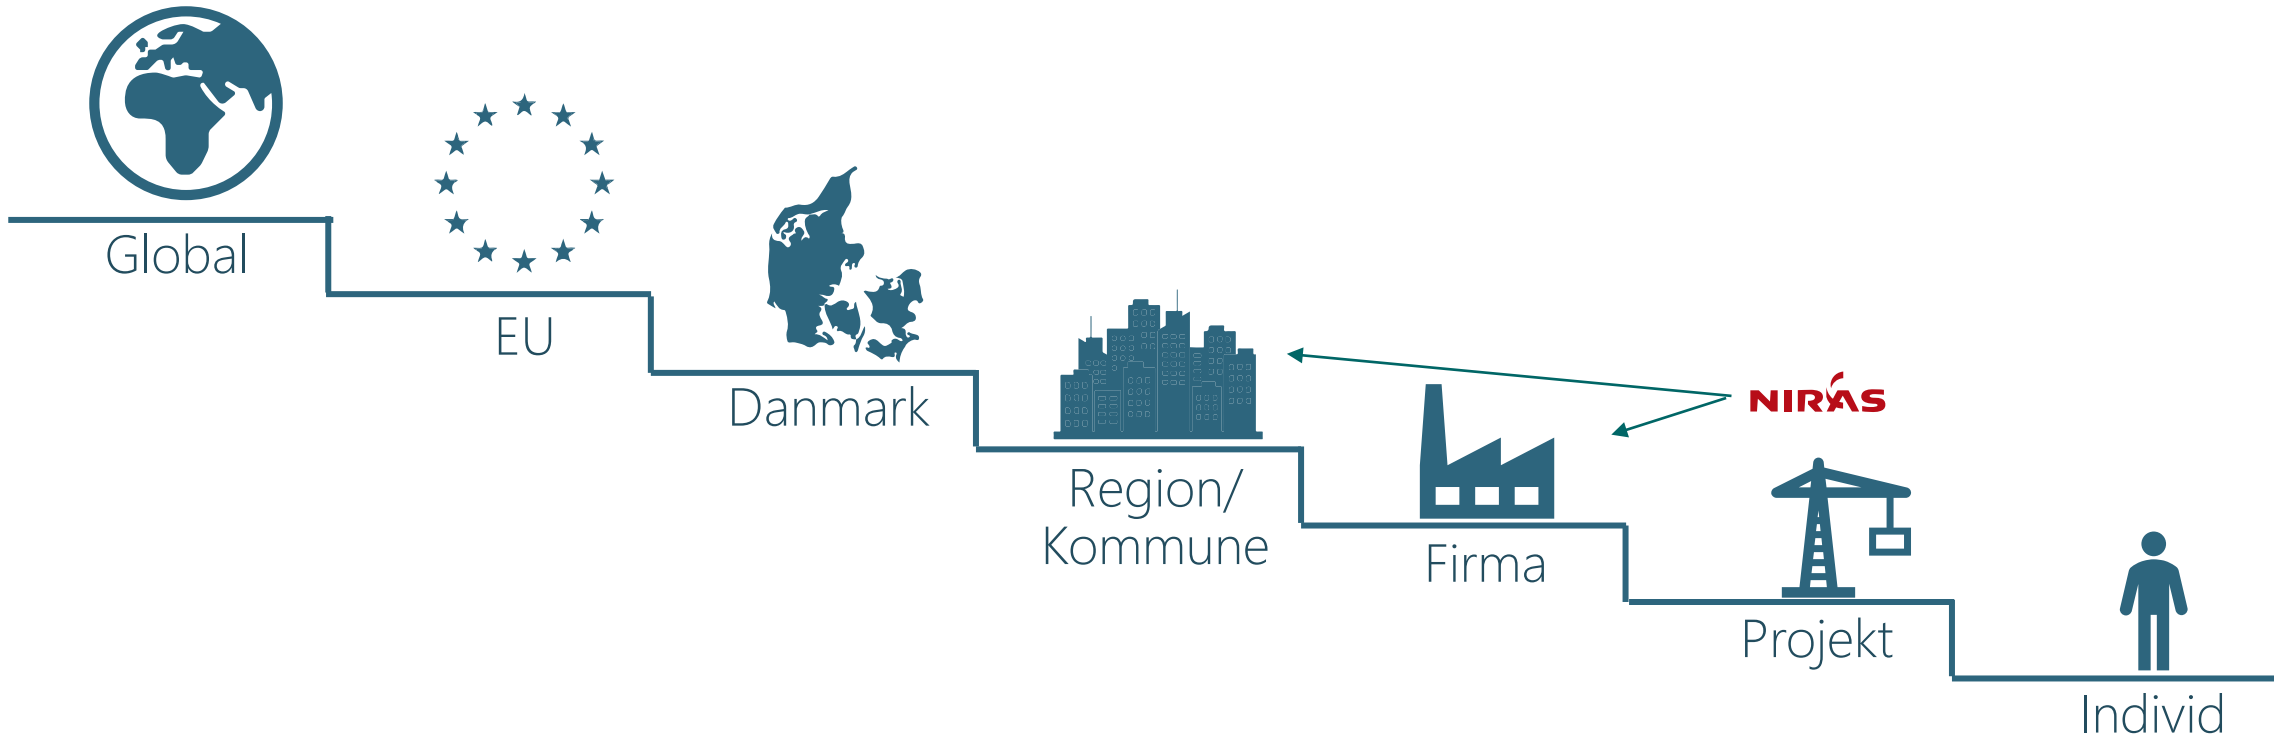 Global
EU
Danmark
Region/
Kommune
Firma
NIRAS
Projekt
Individ